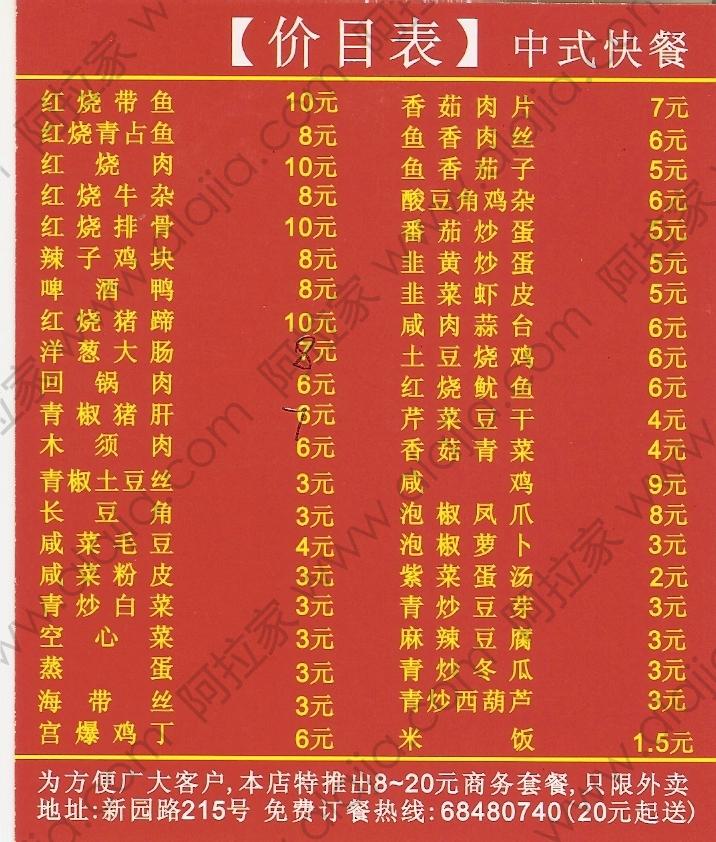 【价目表】 中式快餐
红烧带鱼 10元
红烧青占鱼 8元
红烧肉 10元
红烧牛杂 8元
红烧排骨 10元
辣子鸡块 8元
啤酒鸭 8元
红烧猪蹄 10元
洋葱大肠 8元
回锅肉 6元
青椒猪肝 6元 7
木须肉 6元
青椒土豆丝 3元
长豆角 3元
咸菜毛豆 4元
咸菜粉皮 3元
青炒白菜 3元
空心菜 3元
蒸蛋 3元
海带丝 3元
宫爆鸡丁 6元
香茹肉片 7元
鱼香肉丝 6元
鱼香茄子 5元
酸豆角鸡杂 6元
番茄炒蛋 5元
韭黄炒蛋 5元
韭菜虾皮 5元
咸肉蒜台 6元
土豆烧鸡 6元
红烧鱿鱼 6元
芹菜豆干 4元
香菇青菜 4元
咸鸡 9元
泡椒凤爪 8元
泡椒萝卜 3元
紫菜蛋汤 2元
青炒豆芽 3元
麻辣豆腐 3元
青炒冬瓜 3元
青炒西葫芦 3元
米饭 1.5元
为方便广大客户,本店特推出8~20元商务套餐,只限外卖
地址:新园路215号 免费订餐热线:68480740(20元起送)
阿拉家 www.alajia.com